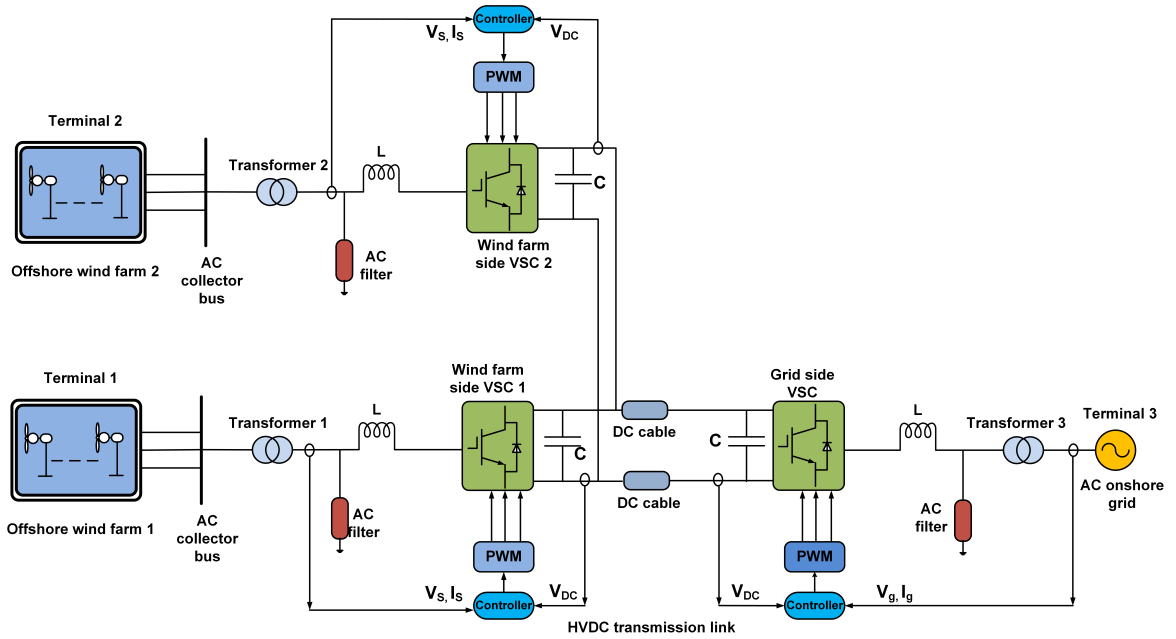 Controller
Vs, Is
VDC
PWM
Terminal 2
Transformer 2
L
C
Wind farm
side VSC 2
AC
filter
Offshore wind farm 2
AC
collector
bus
Terminal 1
Transformer 1
L
Wind farm
side VSC 1
C
DC cable
DC cable
C
Grid side
VSC
L
Transformer 3
Terminal 3
AC onshore
grid
Offshore wind farm 1
AC
collector
bus
AC
filter
PWM
PWM
AC
filter
Vs, Is
Controller
VDC
VDC
Controller
Vg, Ig
HVDC transmission link